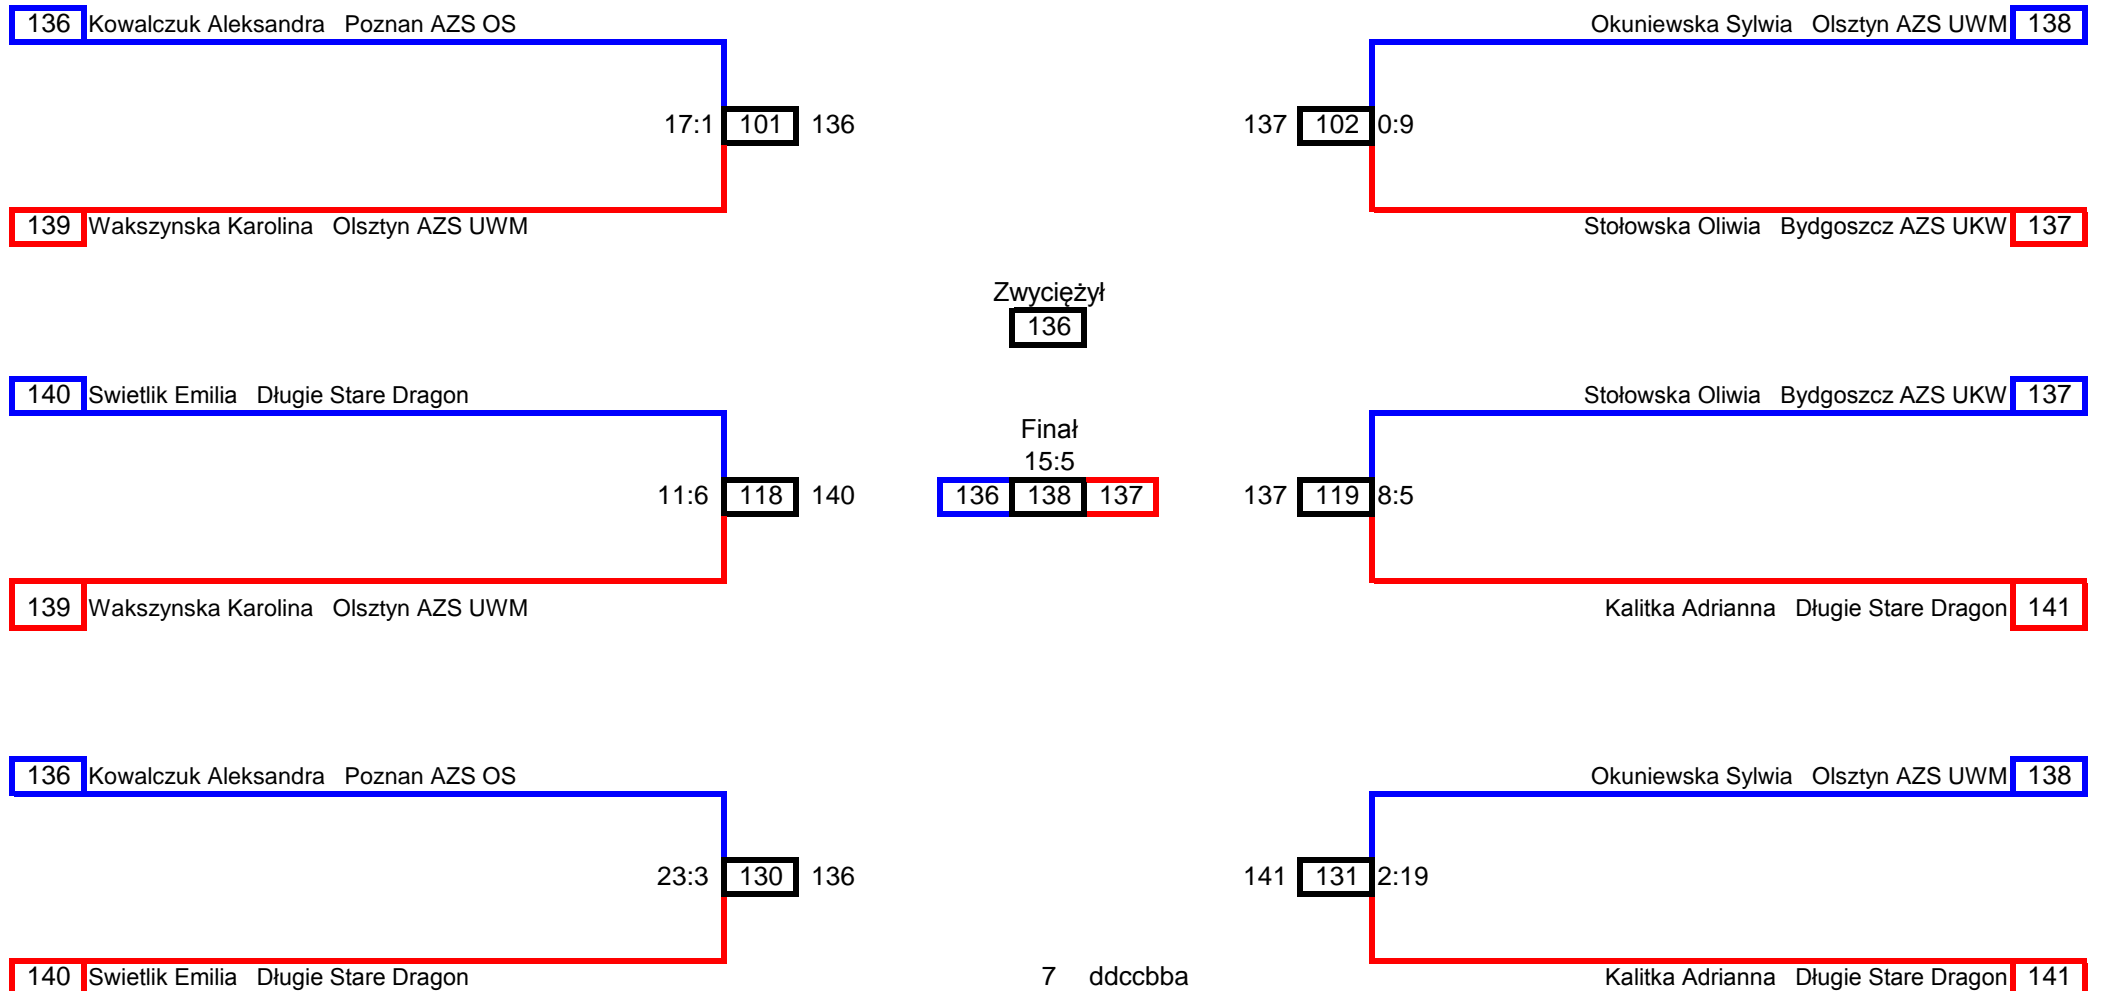 136 Kowalczuk Aleksandra Poznan AZS OS
Okuniewska Sylwia Olsztyn AZS UWM 138
17:1 101 136
137 102 0:9
139 Wakszynska Karolina Olsztyn AZS UWM
Stołowska Oliwia Bydgoszcz AZS UKW 137
Zwyciężył
136
140 Swietlik Emilia Długie Stare Dragon
Stołowska Oliwia Bydgoszcz AZS UKW 137
Finał
15:5
11:6 118 140
136 138 137
137 119 8:5
139 Wakszynska Karolina Olsztyn AZS UWM
Kalitka Adrianna Długie Stare Dragon 141
136 Kowalczuk Aleksandra Poznan AZS OS
Okuniewska Sylwia Olsztyn AZS UWM 138
23:3 130 136
141 131 2:19
140 Swietlik Emilia Długie Stare Dragon
7 ddccbba
Kalitka Adrianna Długie Stare Dragon 141